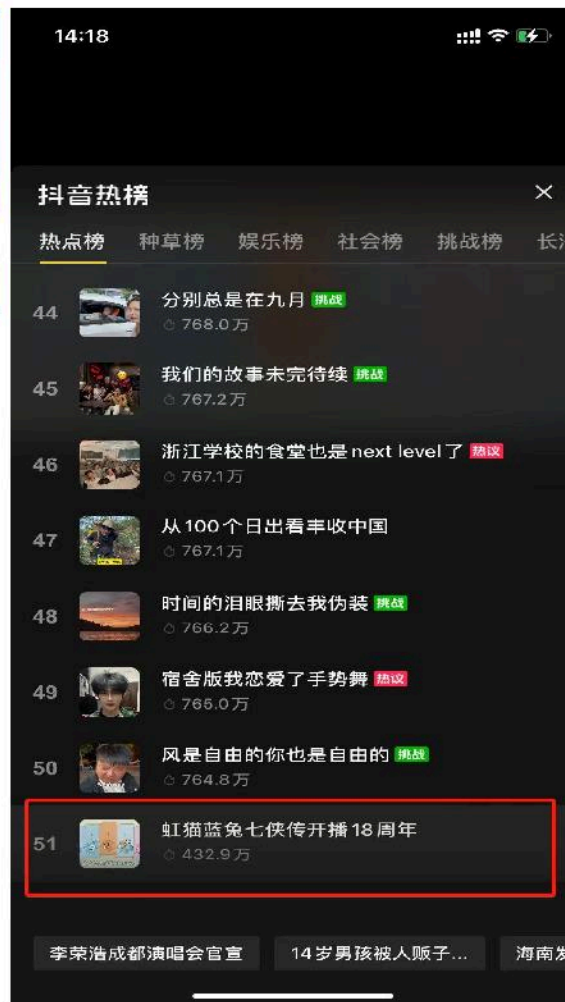 14:18
抖音热榜
热点榜 种草榜 娱乐榜 社会榜 挑战榜
44 分别总是在九月 挑战
768.0万
45 我们的故事未完待续 挑战
767.2万
46 浙江学校的食堂也是next level了 热议
767.1万
47 从100个日出看丰收中国
767.1万
48 时间的泪眼撕去我伪装 挑战
766.2万
49 宿舍版我恋爱了手势舞 热议
765.0万
50 风是自由的你也是自由的 挑战
764.8万
51 虹猫蓝兔七侠传开播18周年
432.9万
李荣浩成都演唱会官宣 14岁男孩被人贩子... 海南发